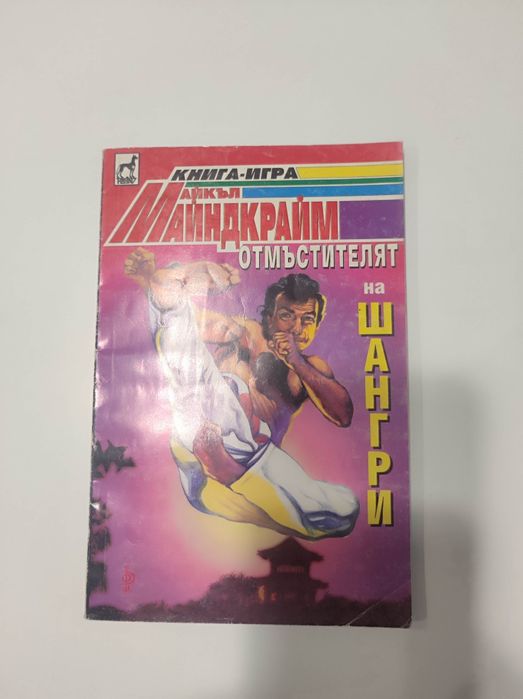 КНИГА-ИГРА
МАЙКЪЛ
МАЙНДКРАЙМ
ОТМЪСТИТЕЛЯТ
на
ШАНГРИ